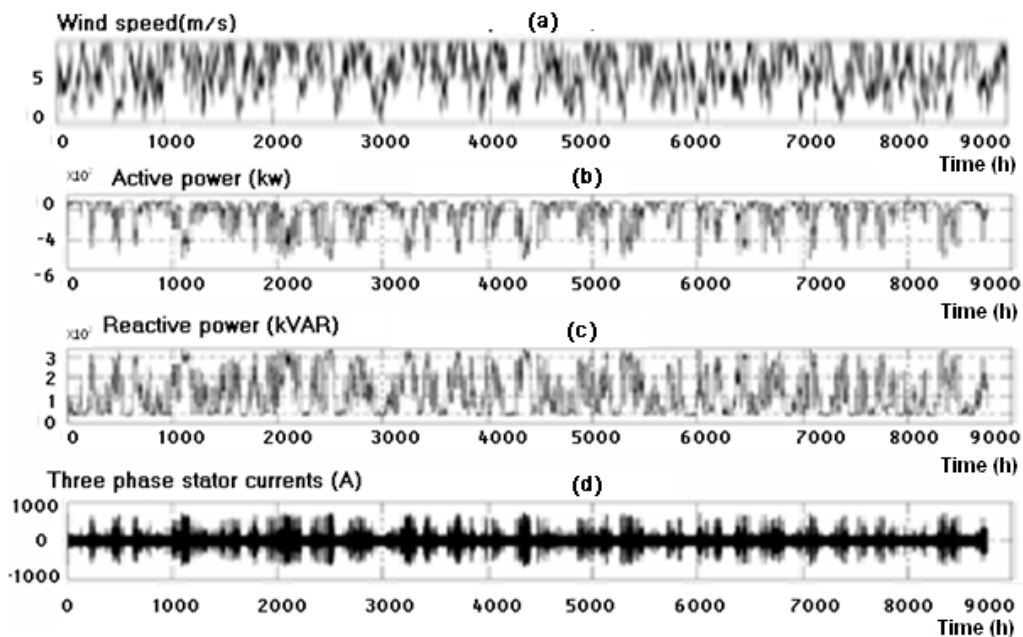 Wind speed(m/s) (a)
5
0
0 1000 2000 3000 4000 5000 6000 7000 8000 9000
Time (h)
Active power (kw) (b)
0
-4
-6
0 1000 2000 3000 4000 5000 6000 7000 8000 9000
Time (h)
Reactive power (kVAR) (c)
3
2
1
0
0 1000 2000 3000 4000 5000 6000 7000 8000 9000
Time (h)
Three phase stator currents (A) (d)
1000
0
-1000
0 1000 2000 3000 4000 5000 6000 7000 8000 9000
Time (h)